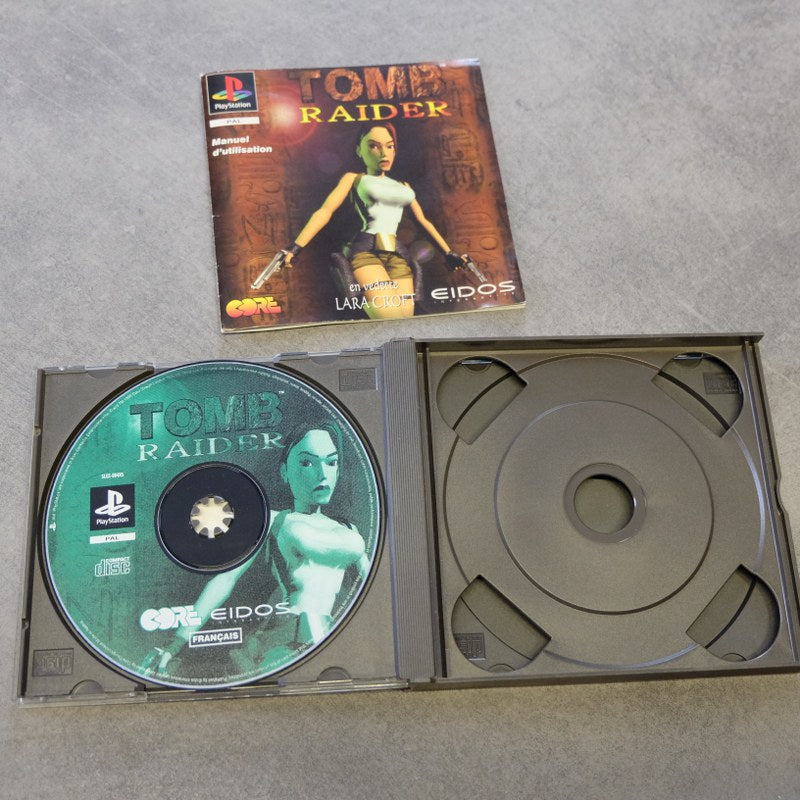 TOMB
RAIDER
PlayStation
PAL
Manuel
d'utilisation
en vedette
LARA CROFT
CORE
EIDOS
INTERACTIVE
TOMB
RAIDER
PlayStation
PAL
COMPACT
disc
CORE
EIDOS
FRANÇAIS